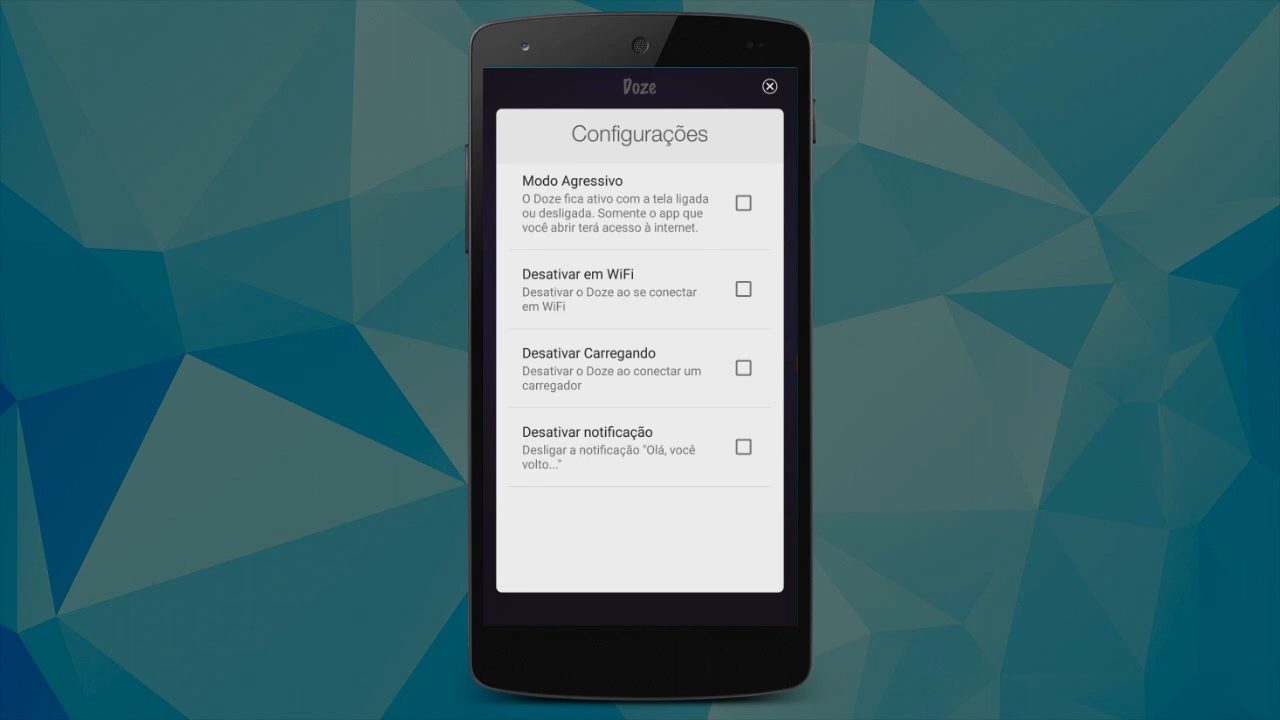 Doze
Configurações
Modo Agressivo
O Doze fica ativo com a tela ligada
ou desligada. Somente o app que
você abrir terá acesso à internet.
Desativar em WiFi
Desativar o Doze ao se conectar
em WiFi
Desativar Carregando
Desativar o Doze ao conectar um
carregador
Desativar notificação
Desligar a notificação "Olá, você
volto..."